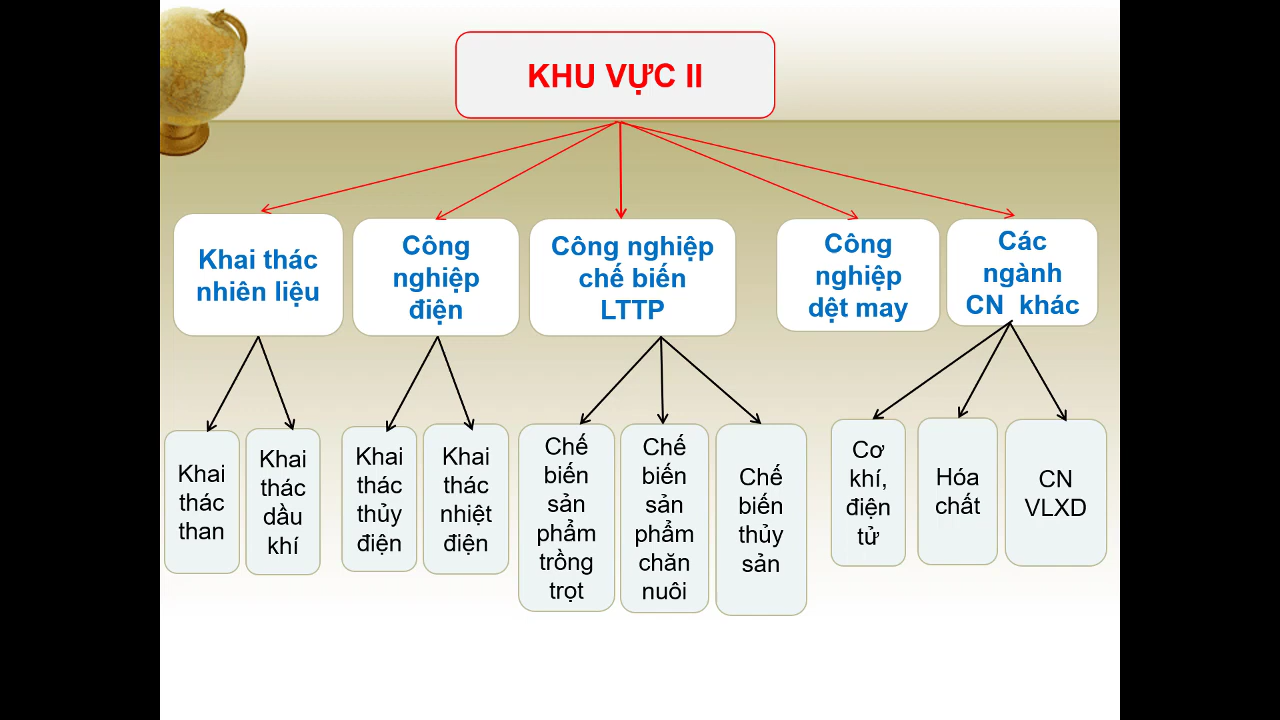 KHU VỰC II
Khai thác
nhiên liệu
Công
nghiệp
điện
Công nghiệp
chế biến
LTTP
Công
nghiệp
dệt may
Các
ngành
CN khác
Khai
thác
than
Khai
thác
dầu
khí
Khai
thác
thủy
điện
Khai
thác
nhiệt
điện
Chế
biến
sản
phẩm
trồng
trọt
Chế
biến
sản
phẩm
chăn
nuôi
Chế
biến
thủy
sản
Cơ
khí,
điện
tử
Hóa
chất
CN
VLXD